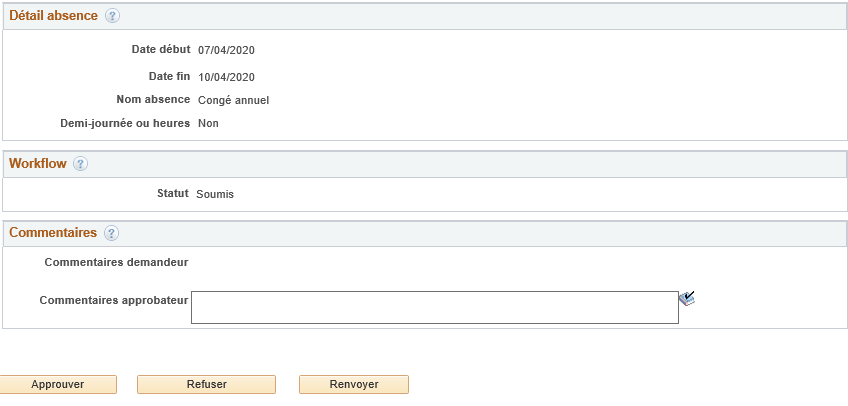 Détail absence ?
Date début 07/04/2020
Date fin 10/04/2020
Nom absence Congé annuel
Demi-journée ou heures Non
Workflow ?
Statut Soumis
Commentaires ?
Commentaires demandeur
Commentaires approbateur
Approuver Refuser Renvoyer